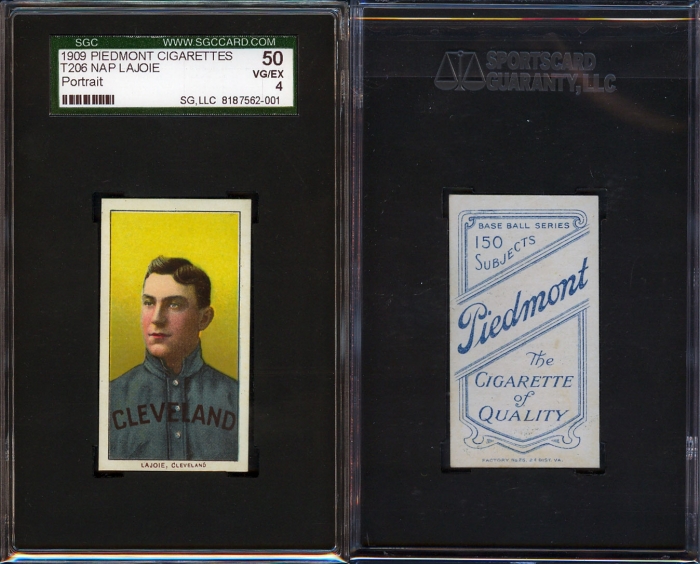 SGC WWW.SGCCARD.COM
1909 PIEDMONT CIGARETTES 50
T206 NAP LAJOIE VG/EX
Portrait 4
SG, LLC 8187562-001
CLEVELAND
LAJOIE, CLEVELAND
SPORTSCARD
GUARANTY, LLC
BASE BALL SERIES
150
SUBJECTS
Piedmont
The
CIGARETTE
of
QUALITY